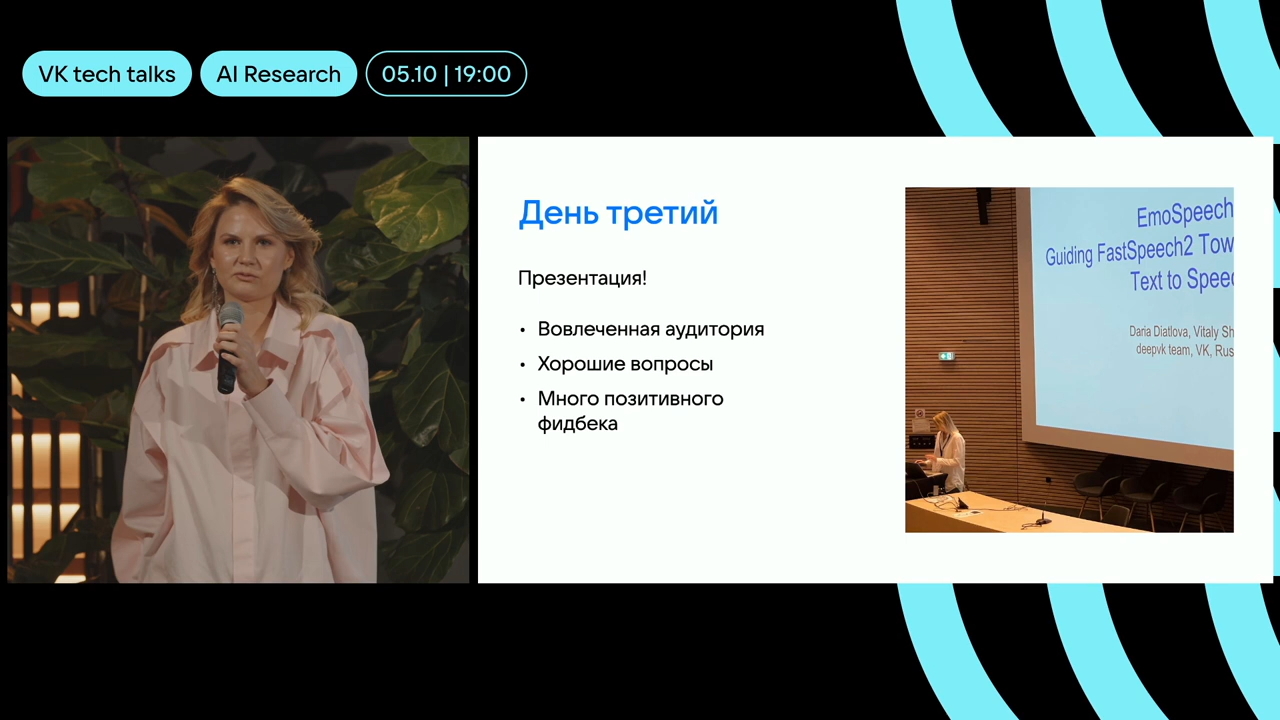 VK tech talks
AI Research
05.10 | 19:00
День третий
Презентация!
• Вовлеченная аудитория
• Хорошие вопросы
• Много позитивного
фидбека
EmoSpeech
Guiding FastSpeech2 Tow
Text to Speec
Daria Diatlova, Vitaly Sh
deepvk team, VK, Rus